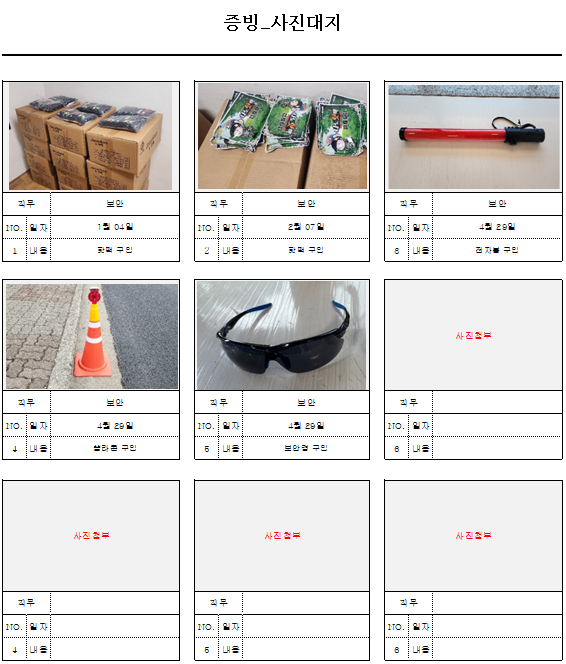 증빙_사진대지
직무 보안
직무 보안
직무 보안
NO. 일자 1월 04일
NO. 일자 2월 07일
NO. 일자 4월 29일
1 내용 핫팩 구입
2 내용 핫팩 구입
내용 전자봉 구입
사진첨부
직무 보안
직무 보안
직무
NO. 일자 4월 29일
NO. 일자 4월 29일
NO. 일자
4 내용 구입
5 내용 보안경 구입
6 내용
사진첨부
사진첨부
사진첨부
직무
직무
직무
NO. 일자
NO. 일자
NO. 일자
4 내용
5 내용
6 내용